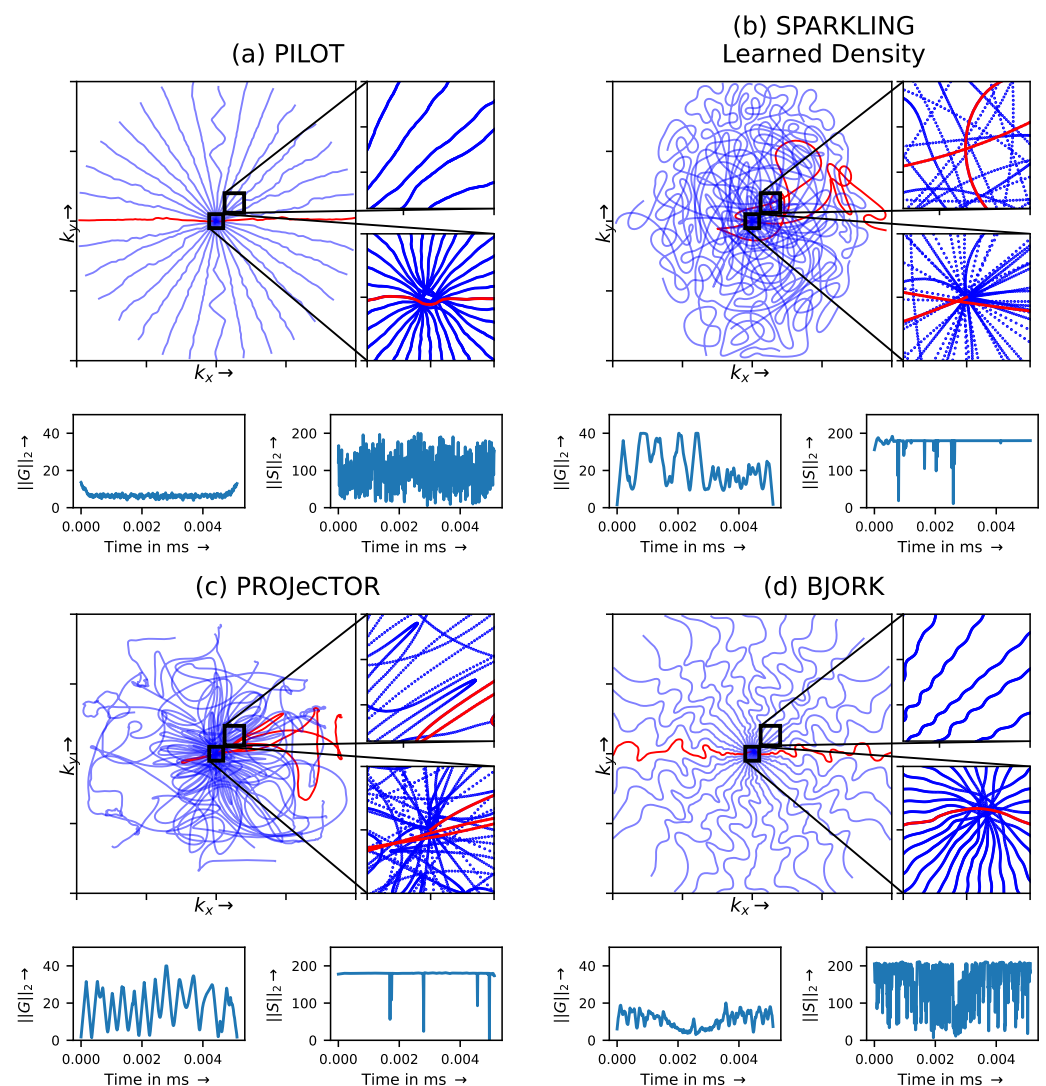 (a) PILOT
k_y→
k_x→
||G||_2→
40
20
0
0.000 0.002 0.004
Time in ms →
||S||_2→
200
100
0
0.000 0.002 0.004
Time in ms →
(b) SPARKLING
Learned Density
k_y→
k_x→
||G||_2→
40
20
0
0.000 0.002 0.004
Time in ms →
||S||_2→
200
100
0
0.000 0.002 0.004
Time in ms →
(c) PROJeCTOR
k_y→
k_x→
||G||_2→
40
20
0
0.000 0.002 0.004
Time in ms →
||S||_2→
200
100
0
0.000 0.002 0.004
Time in ms →
(d) BJORK
k_y→
k_x→
||G||_2→
40
20
0
0.000 0.002 0.004
Time in ms →
||S||_2→
200
100
0
0.000 0.002 0.004
Time in ms →